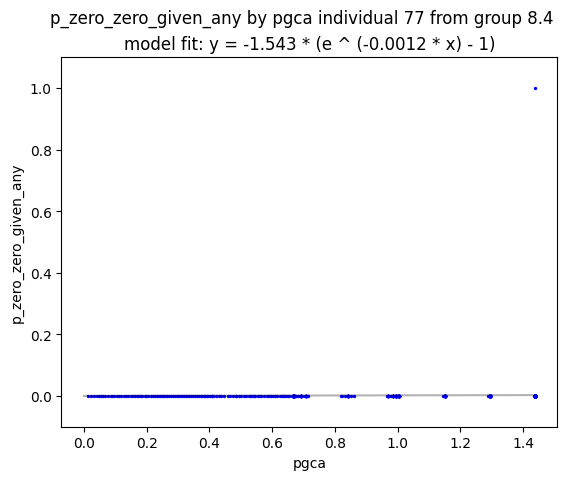 p_zero_zero_given_any by pgca individual 77 from group 8.4
model fit: y = -1.543 * (e ^ (-0.0012 * x) - 1)
1.0
0.8
0.6
0.4
0.2
0.0
p_zero_zero_given_any
0.0 0.2 0.4 0.6 0.8 1.0 1.2 1.4
pgca